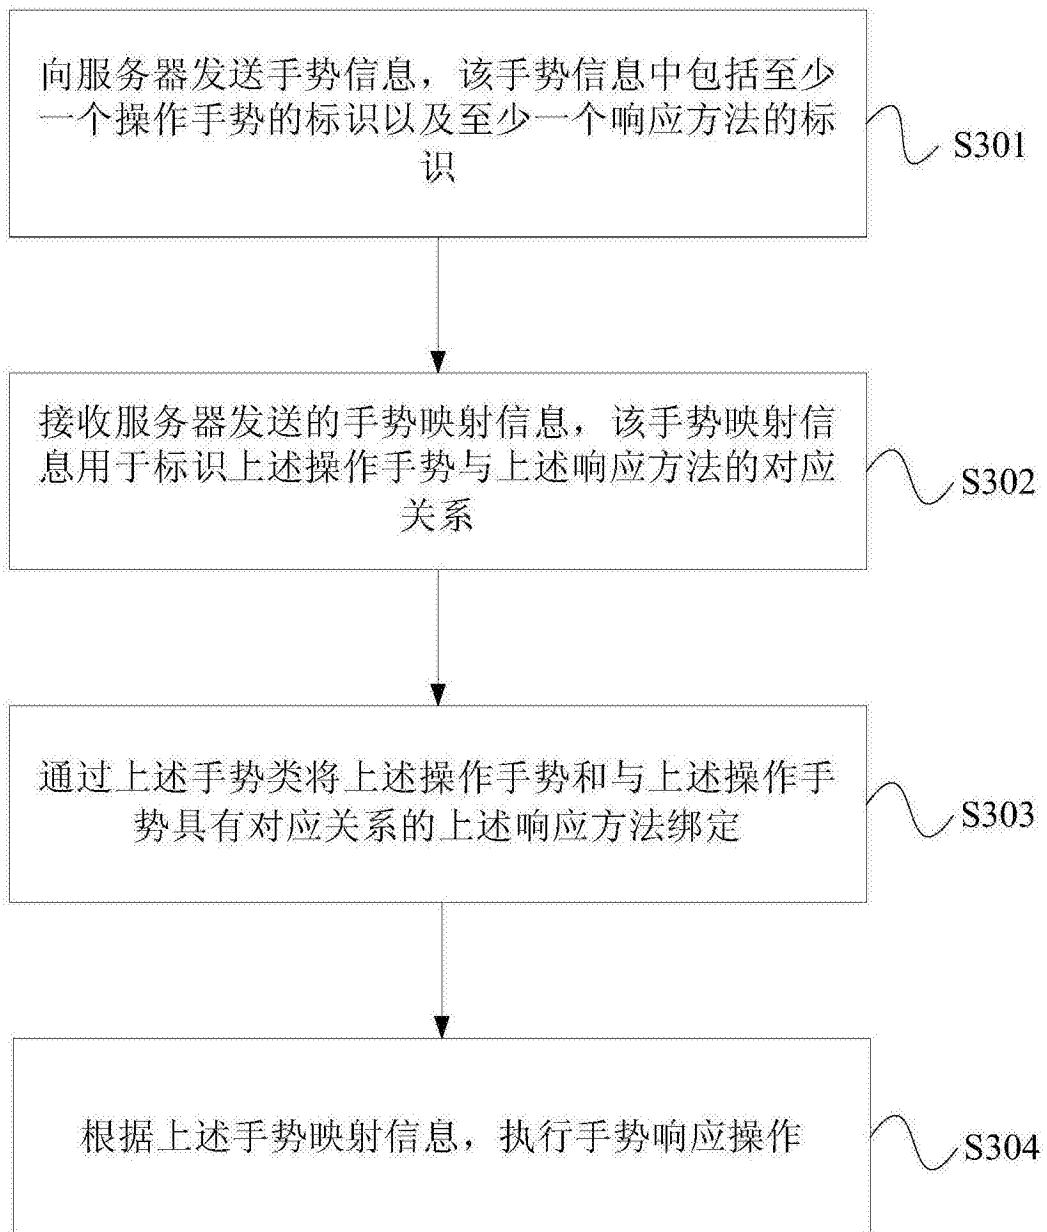 向服务器发送手势信息，该手势信息中包括至少
一个操作手势的标识以及至少一个响应方法的标
识
S301
接收服务器发送的手势映射信息，该手势映射信
息用于标识上述操作手势与上述响应方法的对应
关系
S302
通过上述手势类将上述操作手势和与上述操作手
势具有对应关系的上述响应方法绑定
S303
根据上述手势映射信息，执行手势响应操作
S304